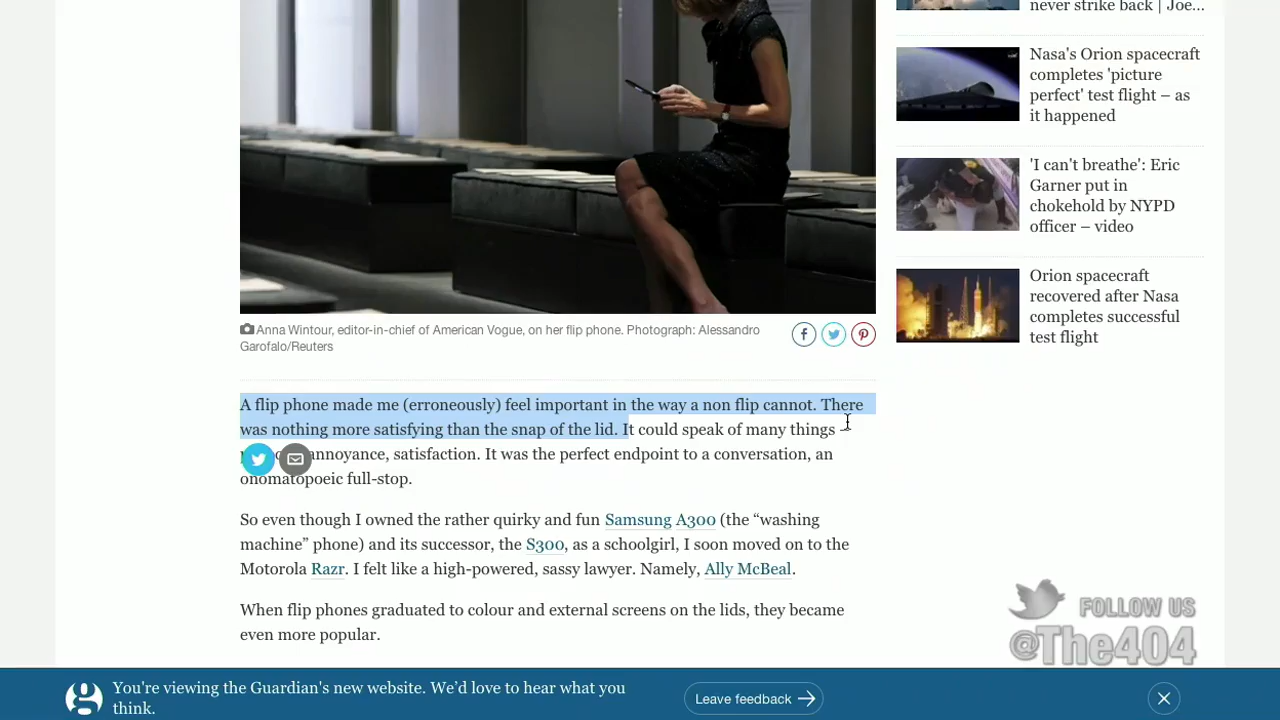 never strike back | Joe...
Nasa's Orion spacecraft
completes 'picture
perfect' test flight – as
it happened
'I can't breathe': Eric
Garner put in
chokehold by NYPD
officer – video
Orion spacecraft
recovered after Nasa
completes successful
test flight
Anna Wintour, editor-in-chief of American Vogue, on her flip phone. Photograph: Alessandro
Garofalo/Reuters
A flip phone made me (erroneously) feel important in the way a non flip cannot. There
was nothing more satisfying than the snap of the lid. It could speak of many things –
annoyance, satisfaction. It was the perfect endpoint to a conversation, an
onomatopoeic full-stop.
So even though I owned the rather quirky and fun Samsung A300 (the “washing
machine” phone) and its successor, the S300, as a schoolgirl, I soon moved on to the
Motorola Razr. I felt like a high-powered, sassy lawyer. Namely, Ally McBeal.
When flip phones graduated to colour and external screens on the lids, they became
even more popular.
FOLLOW US
@The404
You're viewing the Guardian's new website. We’d love to hear what you
think.
Leave feedback